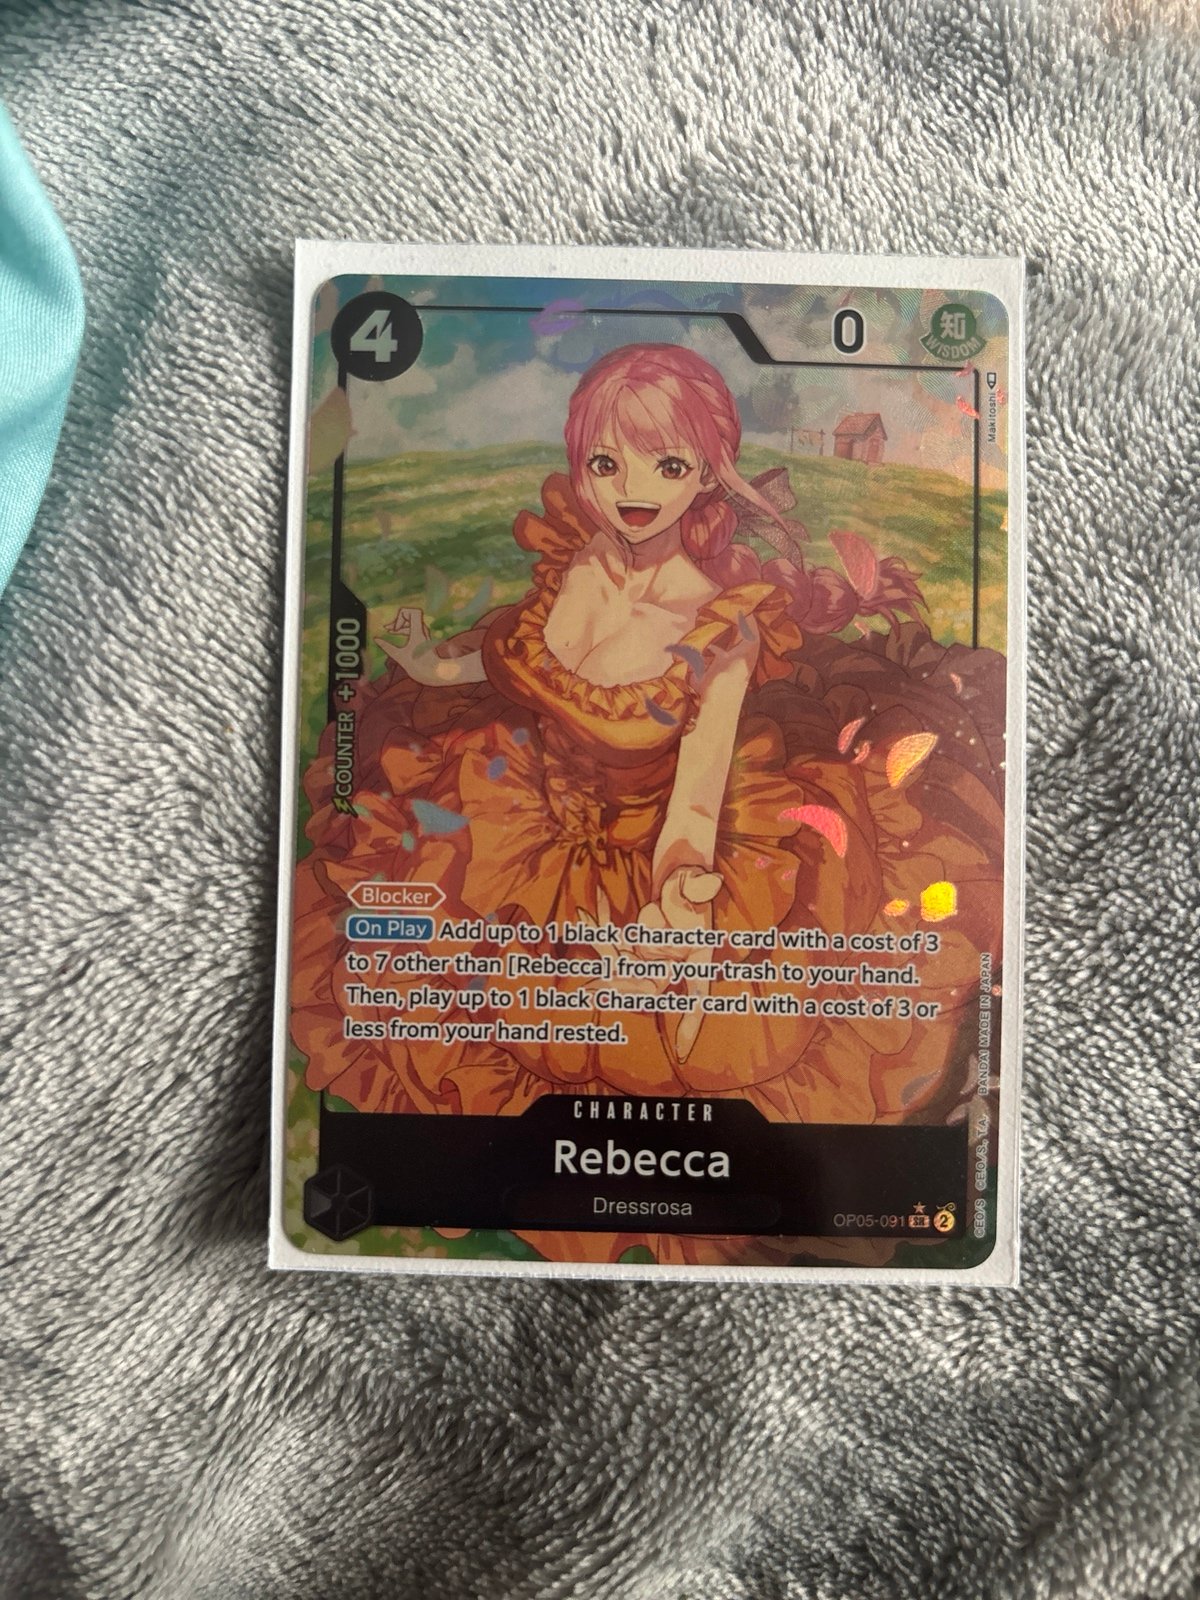 4
0
知
WISDOM
Makitoshi
COUNTER +1000
Blocker
On Play Add up to 1 black Character card with a cost of 3
to 7 other than [Rebecca] from your trash to your hand.
Then, play up to 1 black Character card with a cost of 3 or
less from your hand rested.
CHARACTER
Rebecca
Dressrosa
OP05-091 SR 2
©E.O./S., T.A. BANDAI MADE IN JAPAN